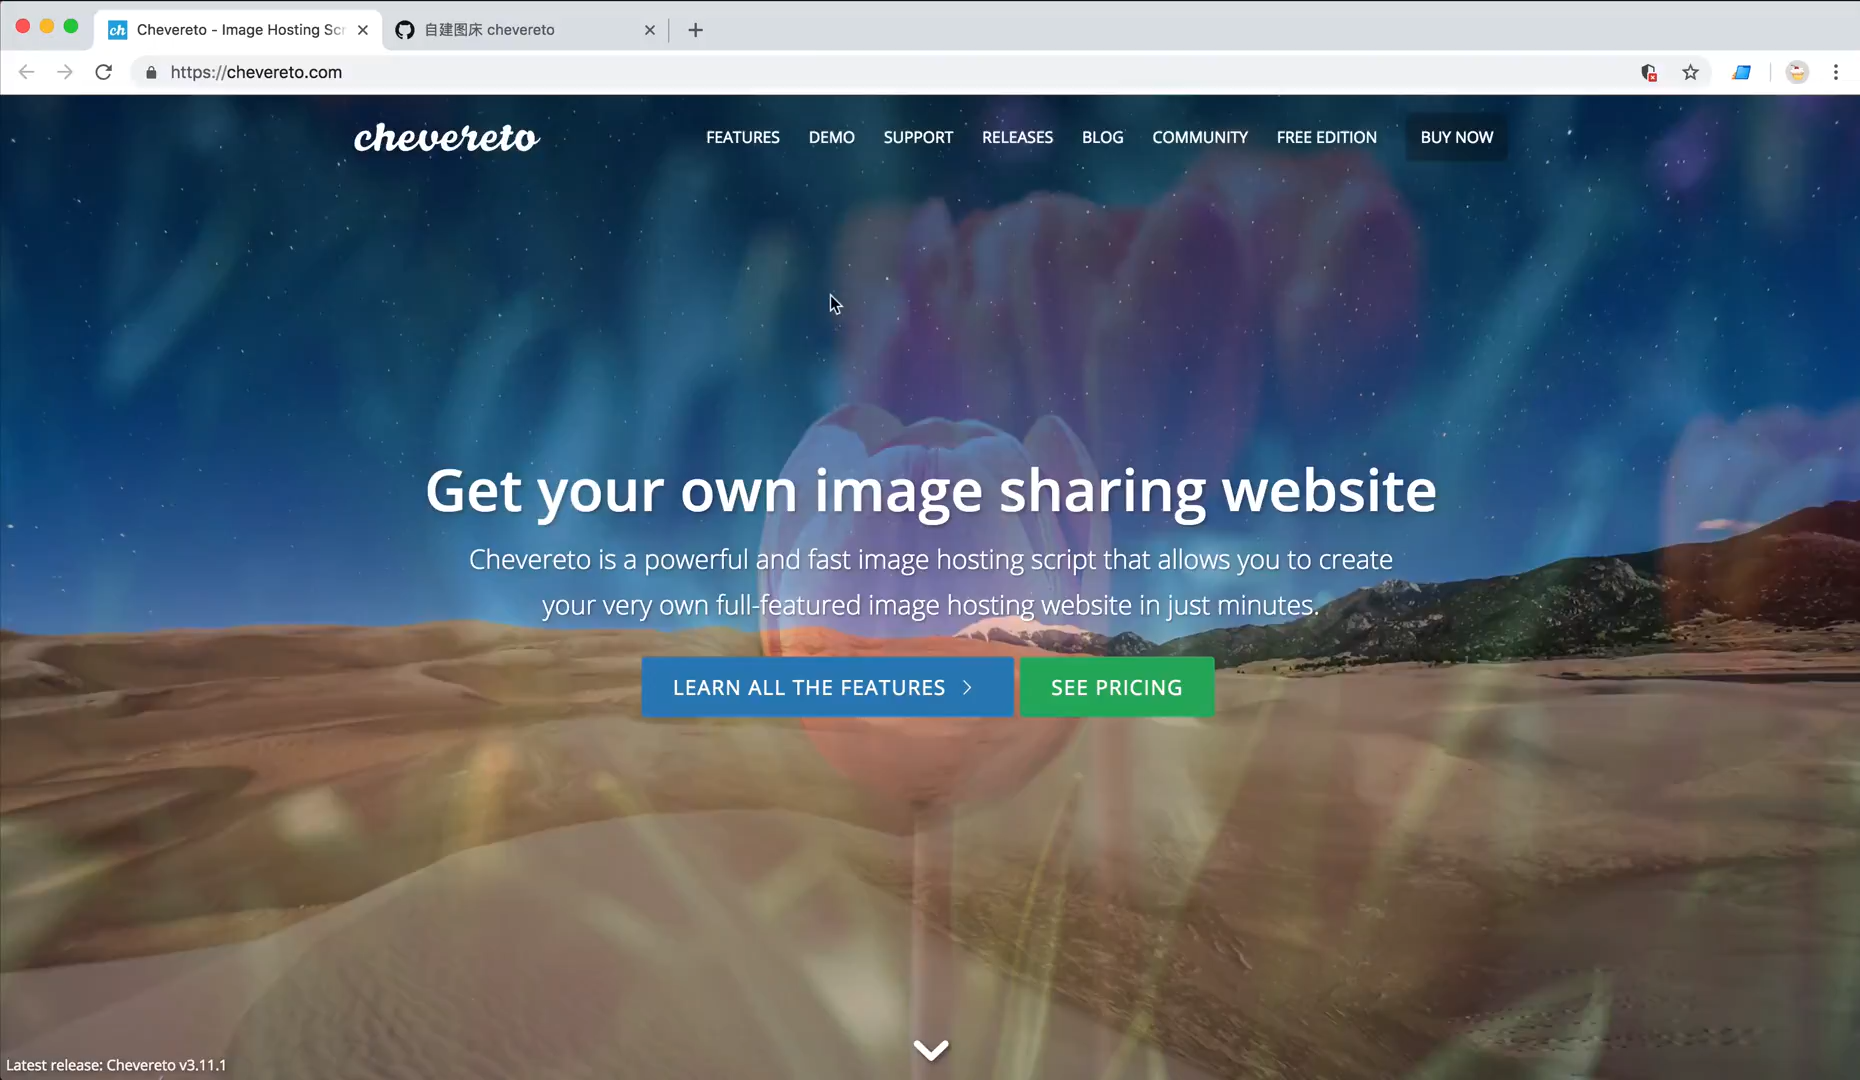 ch Chevereto - Image Hosting Scr
自建图床 chevereto
https://chevereto.com
chevereto
FEATURES DEMO SUPPORT RELEASES BLOG COMMUNITY FREE EDITION BUY NOW
Get your own image sharing website
Chevereto is a powerful and fast image hosting script that allows you to create
your very own full-featured image hosting website in just minutes.
LEARN ALL THE FEATURES SEE PRICING
Latest release: Chevereto v3.11.1